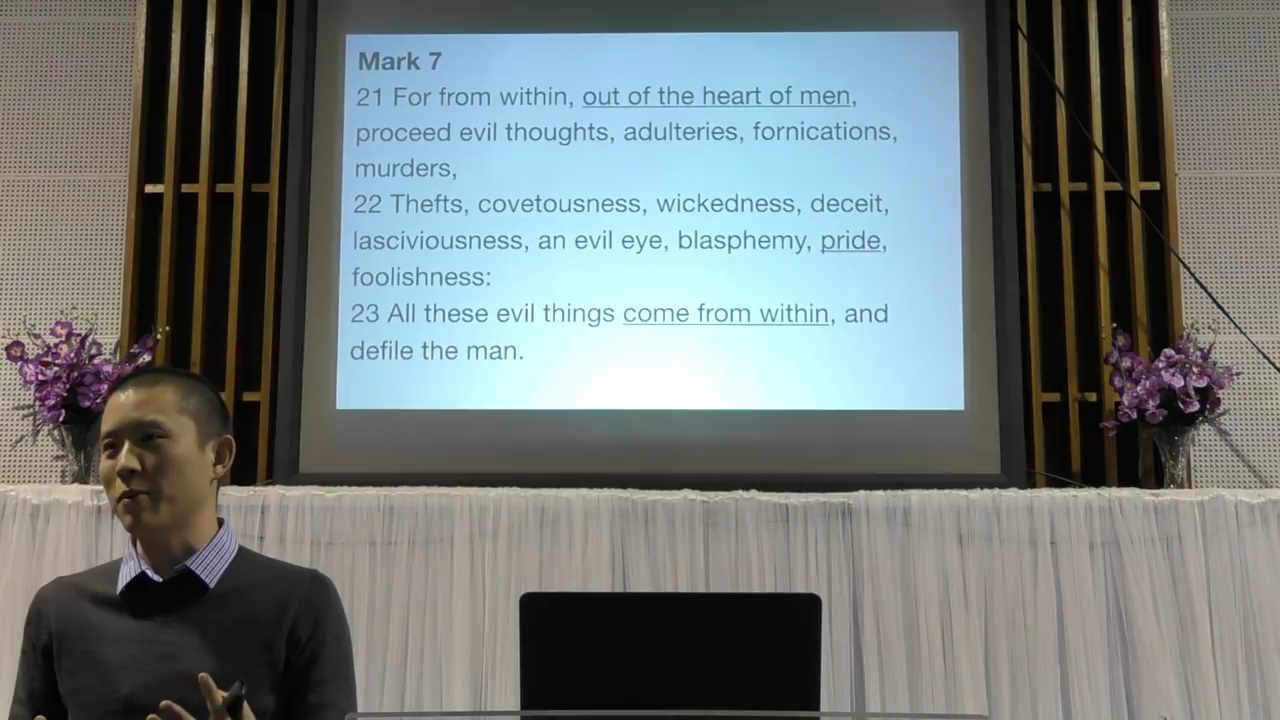 Mark 7
21 For from within, out of the heart of men,
proceed evil thoughts, adulteries, fornications,
murders,
22 Thefts, covetousness, wickedness, deceit,
lasciviousness, an evil eye, blasphemy, pride,
foolishness:
23 All these evil things come from within, and
defile the man.